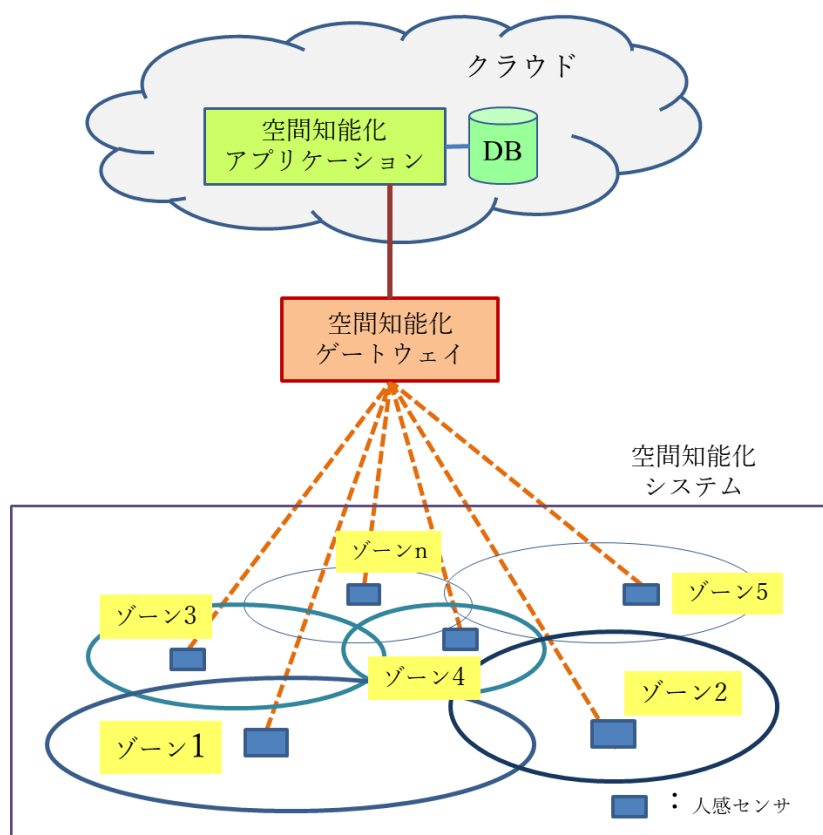 クラウド
空間知能化
アプリケーション
DB
空間知能化
ゲートウェイ
空間知能化
システム
ゾーンn
ゾーン5
ゾーン3
ゾーン4
ゾーン2
ゾーン1
：人感センサ